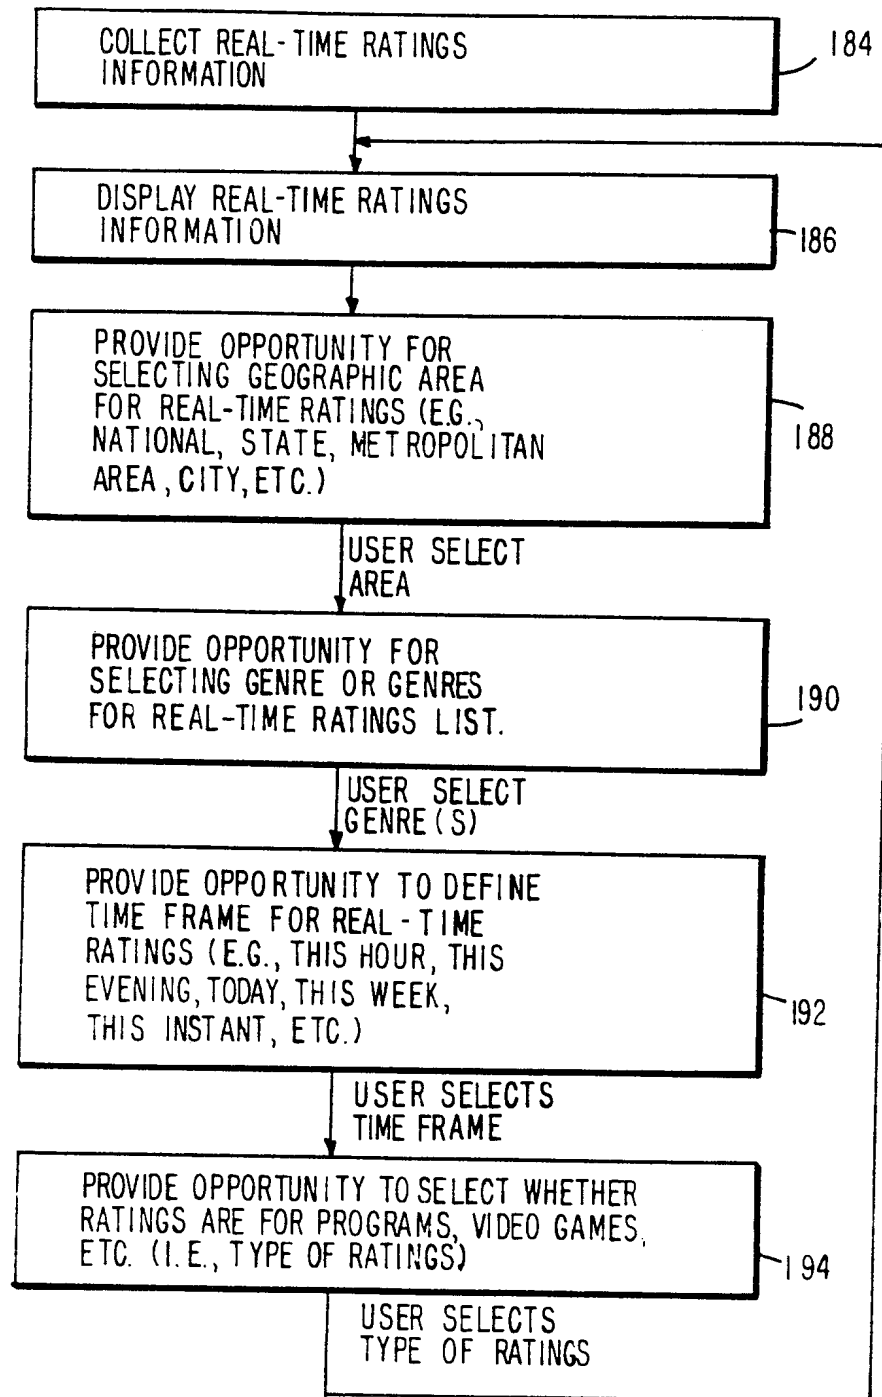 COLLECT REAL-TIME RATINGS
INFORMATION
184
DISPLAY REAL-TIME RATINGS
INFORMATION
186
PROVIDE OPPORTUNITY FOR
SELECTING GEOGRAPHIC AREA
FOR REAL-TIME RATINGS (E.G.,
NATIONAL, STATE, METROPOLITAN
AREA, CITY, ETC.)
188
USER SELECT
AREA
PROVIDE OPPORTUNITY FOR
SELECTING GENRE OR GENRES
FOR REAL-TIME RATINGS LIST.
190
USER SELECT
GENRE(S)
PROVIDE OPPORTUNITY TO DEFINE
TIME FRAME FOR REAL-TIME
RATINGS (E.G., THIS HOUR, THIS
EVENING, TODAY, THIS WEEK,
THIS INSTANT, ETC.)
192
USER SELECTS
TIME FRAME
PROVIDE OPPORTUNITY TO SELECT WHETHER
RATINGS ARE FOR PROGRAMS, VIDEO GAMES,
ETC. (I.E., TYPE OF RATINGS)
194
USER SELECTS
TYPE OF RATINGS